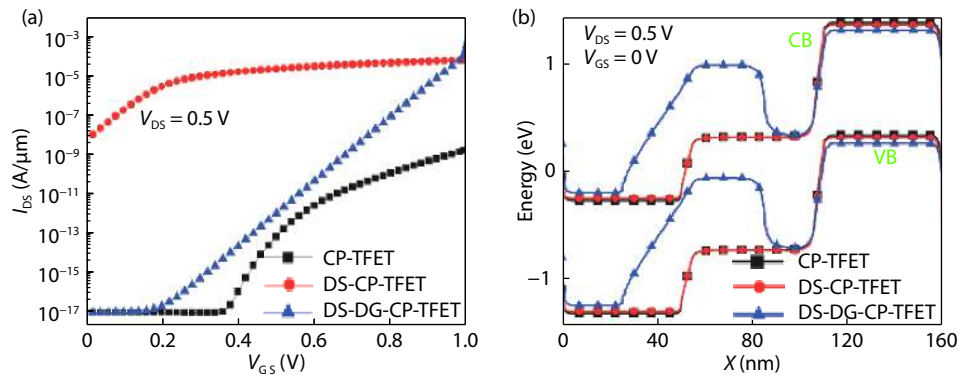 (a)
10⁻³
10⁻⁵
10⁻⁷
10⁻⁹
10⁻¹¹
10⁻¹³
10⁻¹⁵
10⁻¹⁷
I_DS (A/μm)
V_DS = 0.5 V
CP-TFET
DS-CP-TFET
DS-DG-CP-TFET
0 0.2 0.4 0.6 0.8 1.0
V_GS (V)
(b)
V_DS = 0.5 V
V_GS = 0 V
CB
VB
1
0
−1
Energy (eV)
CP-TFET
DS-CP-TFET
DS-DG-CP-TFET
0 40 80 120 160
X (nm)